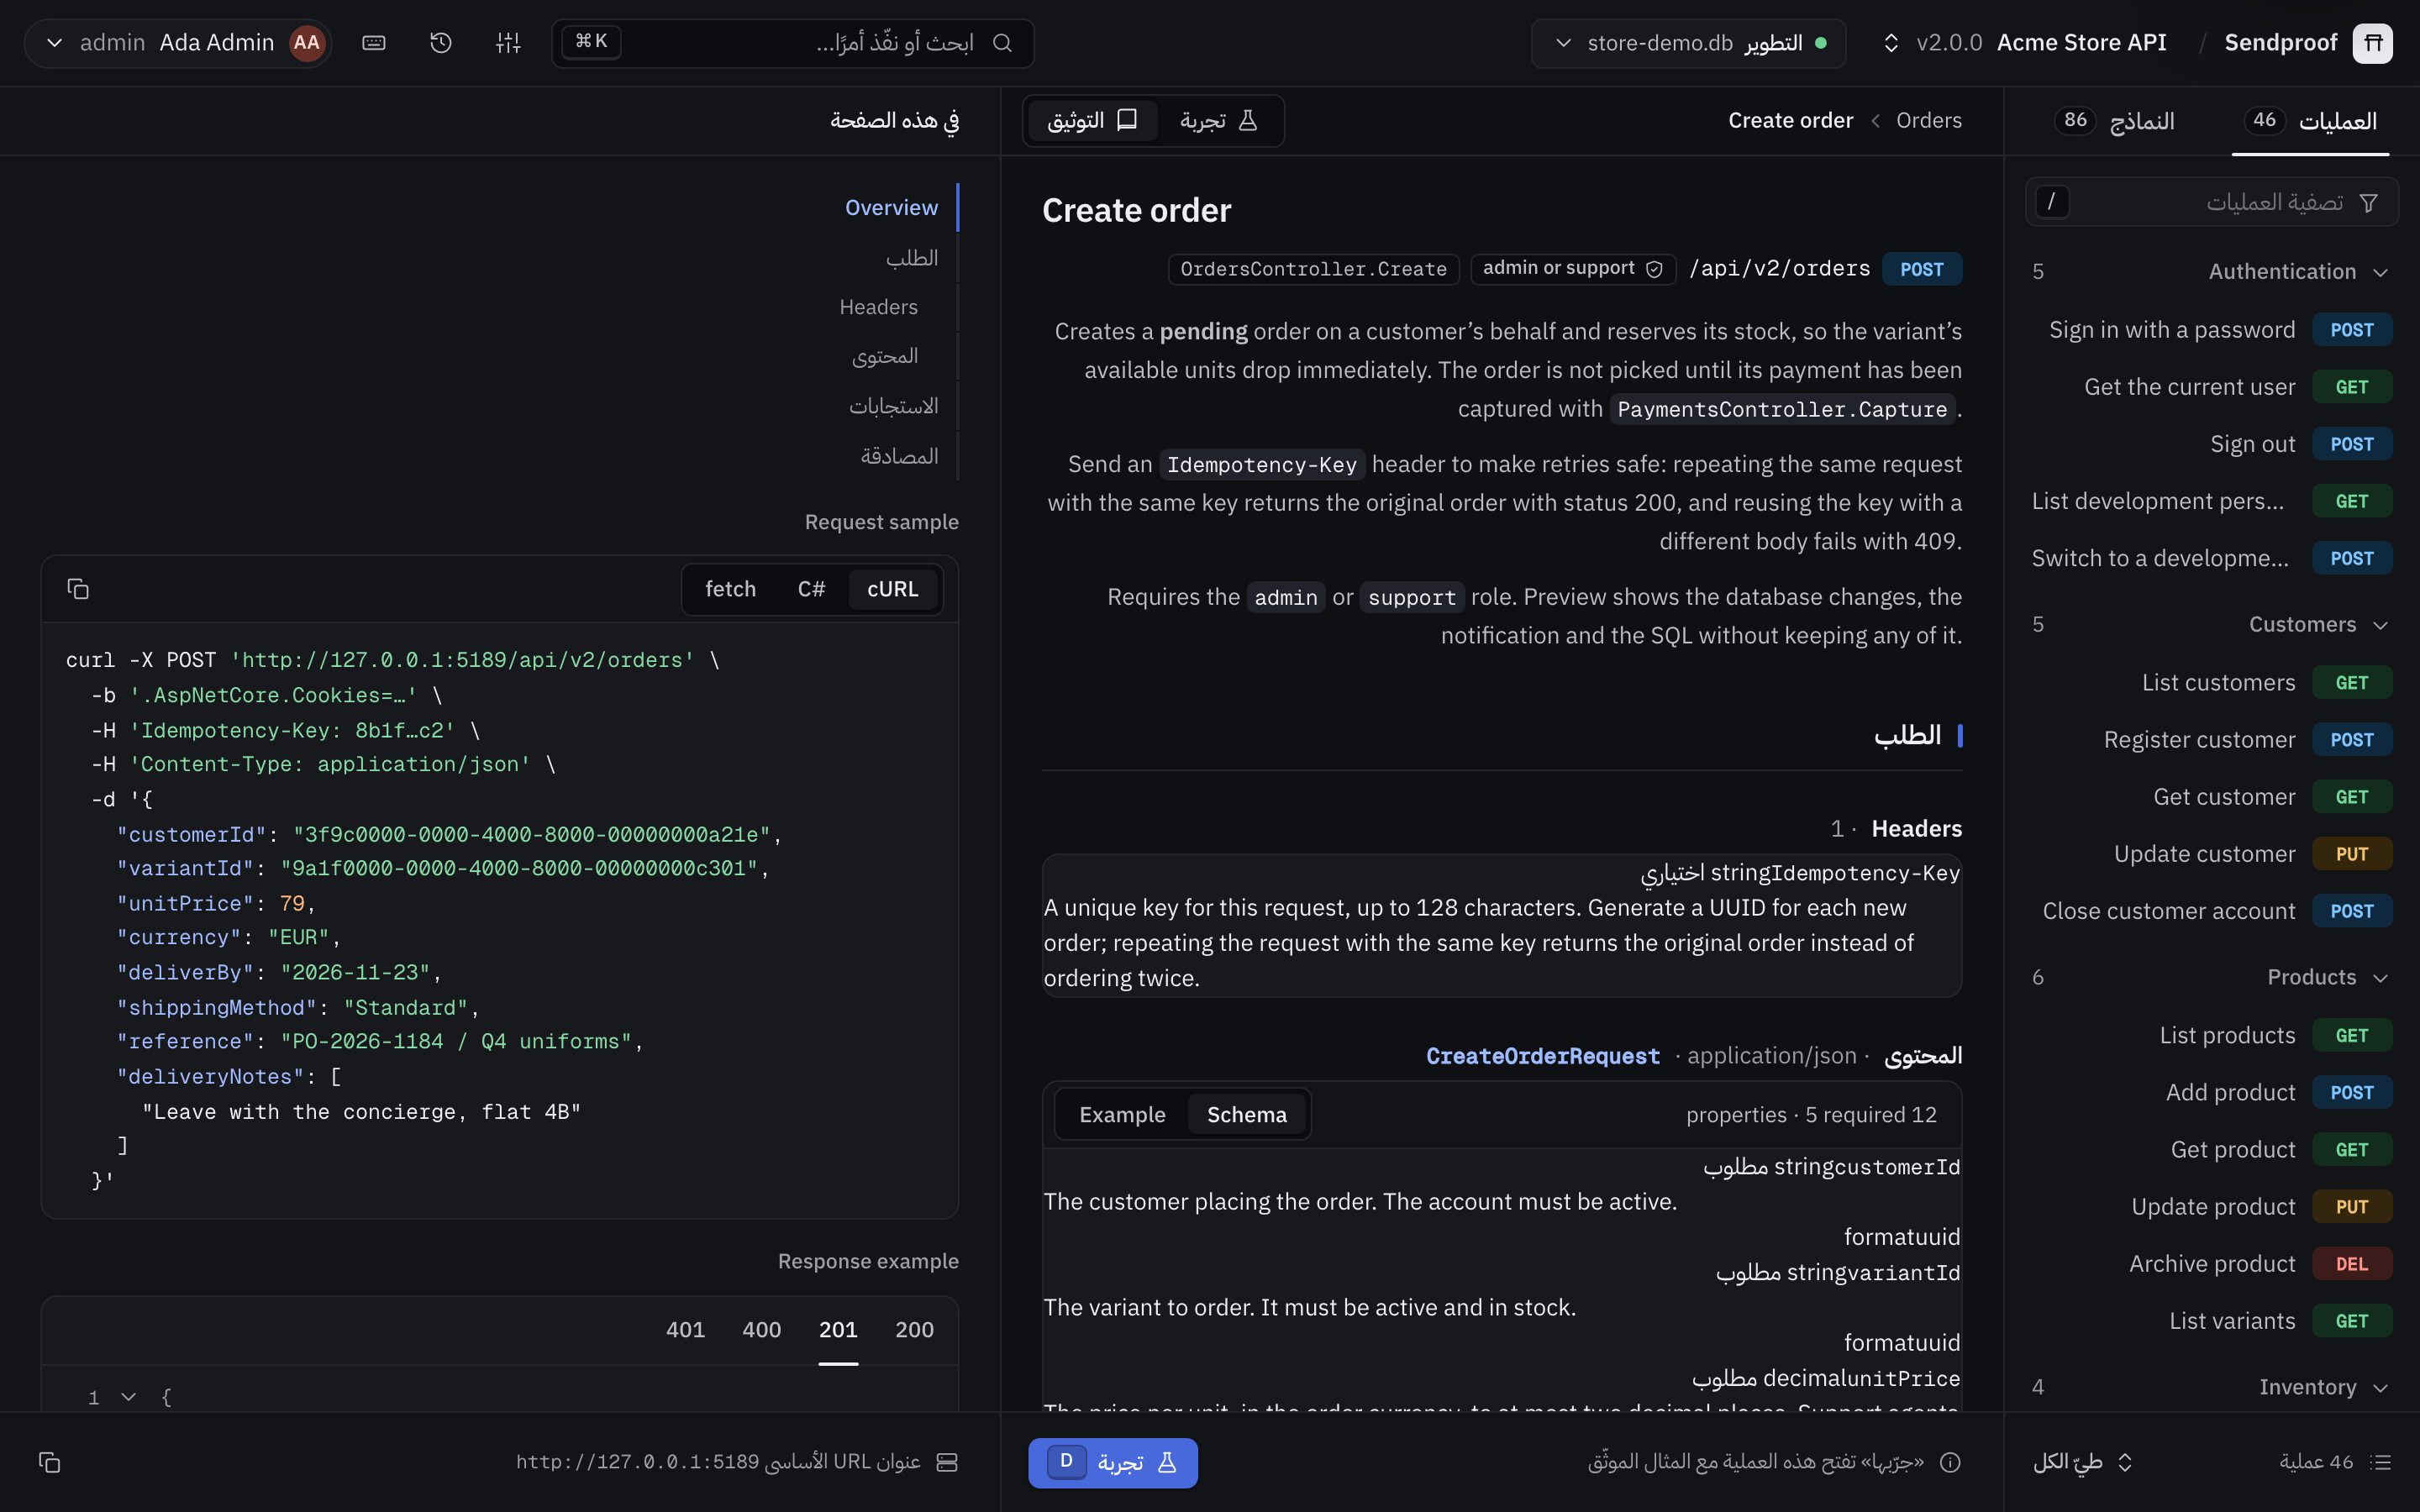 Sendproof / Acme Store API v2.0.0
التطوير store-demo.db
ابحث أو نفّذ أمرًا... ⌘K
AA Ada Admin admin
العمليات 46
النماذج 86
تصفية العمليات /
Authentication 5
POST Sign in with a password
GET Get the current user
POST Sign out
GET List development pers...
POST Switch to a developme...
Customers 5
GET List customers
POST Register customer
GET Get customer
PUT Update customer
POST Close customer account
Products 6
GET List products
POST Add product
GET Get product
PUT Update product
DEL Archive product
GET List variants
Inventory 4
46 عملية
طيّ الكل
Orders
Create order
تجربة
التوثيق
Create order
POST /api/v2/orders admin or support OrdersController.Create
Creates a pending order on a customer’s behalf and reserves its stock, so the variant’s
available units drop immediately. The order is not picked until its payment has been
captured with PaymentsController.Capture.
Send an Idempotency-Key header to make retries safe: repeating the same request
with the same key returns the original order with status 200, and reusing the key with a
different body fails with 409.
Requires the admin or support role. Preview shows the database changes, the
notification and the SQL without keeping any of it.
الطلب
Headers · 1
Idempotency-Key string اختياري
A unique key for this request, up to 128 characters. Generate a UUID for each new
order; repeating the request with the same key returns the original order instead of
ordering twice.
المحتوى · application/json · CreateOrderRequest
12 properties · 5 required
Schema
Example
customerId string مطلوب
The customer placing the order. The account must be active.
formatuuid
variantId string مطلوب
The variant to order. It must be active and in stock.
formatuuid
unitPrice decimal مطلوب
The price per unit, in the order currency, to at most two decimal places. Support agents
«جرّبها» تفتح هذه العملية مع المثال الموثّق
تجربة D
في هذه الصفحة
Overview
الطلب
Headers
المحتوى
الاستجابات
المصادقة
Request sample
cURL C# fetch
curl -X POST 'http://127.0.0.1:5189/api/v2/orders' \
-b '.AspNetCore.Cookies=…' \
-H 'Idempotency-Key: 8b1f…c2' \
-H 'Content-Type: application/json' \
-d '{
"customerId": "3f9c0000-0000-4000-8000-00000000a21e",
"variantId": "9a1f0000-0000-4000-8000-00000000c301",
"unitPrice": 79,
"currency": "EUR",
"deliverBy": "2026-11-23",
"shippingMethod": "Standard",
"reference": "PO-2026-1184 / Q4 uniforms",
"deliveryNotes": [
"Leave with the concierge, flat 4B"
]
}'
Response example
200 201 400 401
1 {
عنوان URL الأساسي http://127.0.0.1:5189